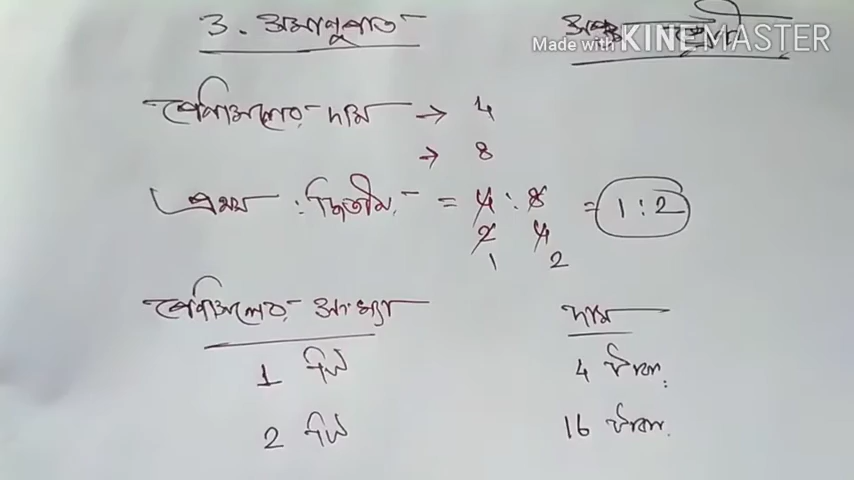 3. সমানুপাত
Made with KINEMASTER
পেন্সিলের দাম → 4
→ 8
প্রথম : দ্বিতীয় = 4 : 8 = 1 : 2
2 4
1 2
পেন্সিলের সংখ্যা দাম
1 টি 4 টাকা
2 টি 16 টাকা